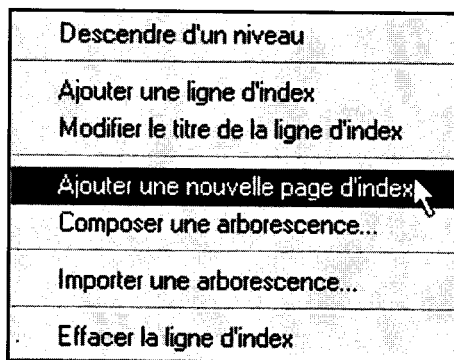 Descendre d'un niveau
Ajouter une ligne d'index
Modifier le titre de la ligne d'index
Ajouter une nouvelle page d'index
Composer une arborescence...
Importer une arborescence...
Effacer la ligne d'index